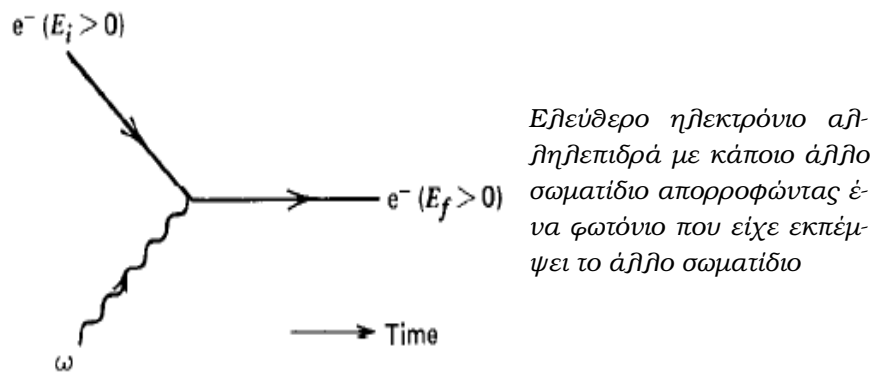 e⁻ (E_i > 0)
Ελεύθερο ηλεκτρόνιο αλ-
ληλεπιδρά με κάποιο άλλο
σωματίδιο απορροφώντας έ-
e⁻ (E_f > 0)
να φωτόνιο που είχε εκπέμ-
ψει το άλλο σωματίδιο
Time
ω